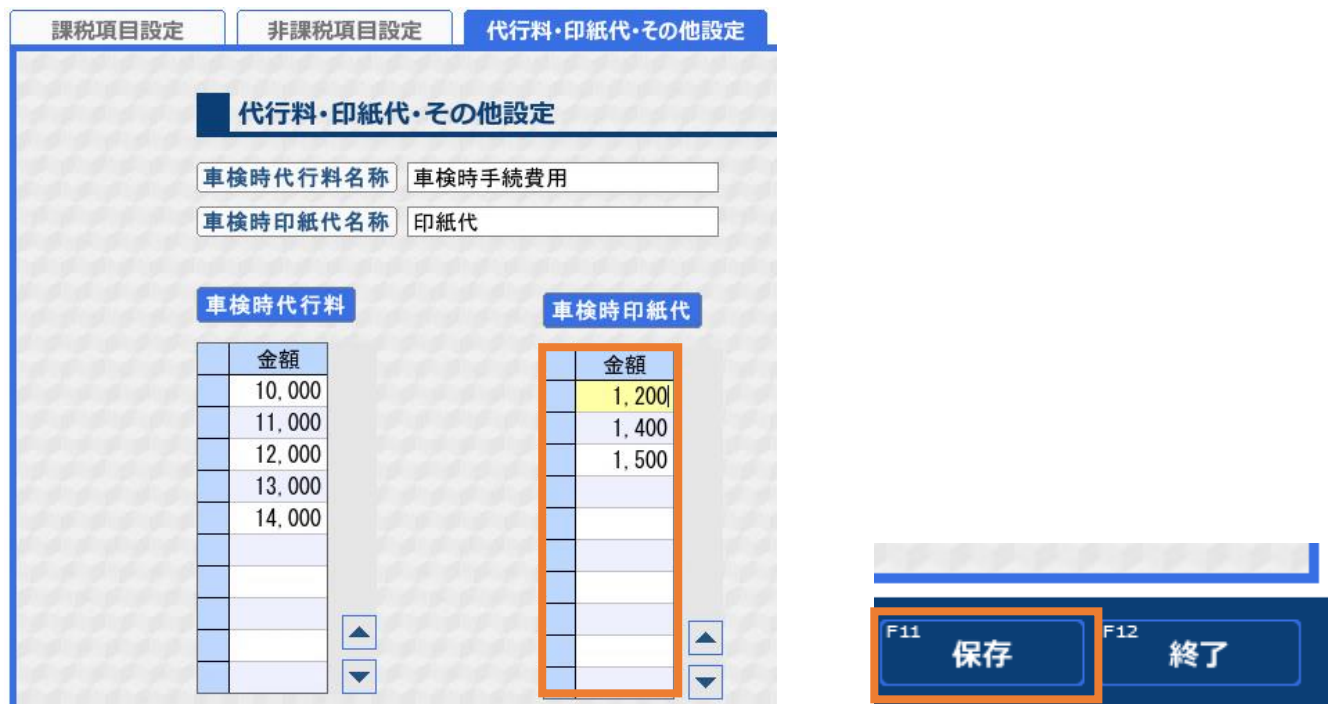 課税項目設定 非課税項目設定 代行料・印紙代・その他設定
代行料・印紙代・その他設定
車検時代行料名称 車検時手続費用
車検時印紙代名称 印紙代
車検時代行料
金額
10,000
11,000
12,000
13,000
14,000
車検時印紙代
金額
1,200
1,400
1,500
F11 保存 F12 終了